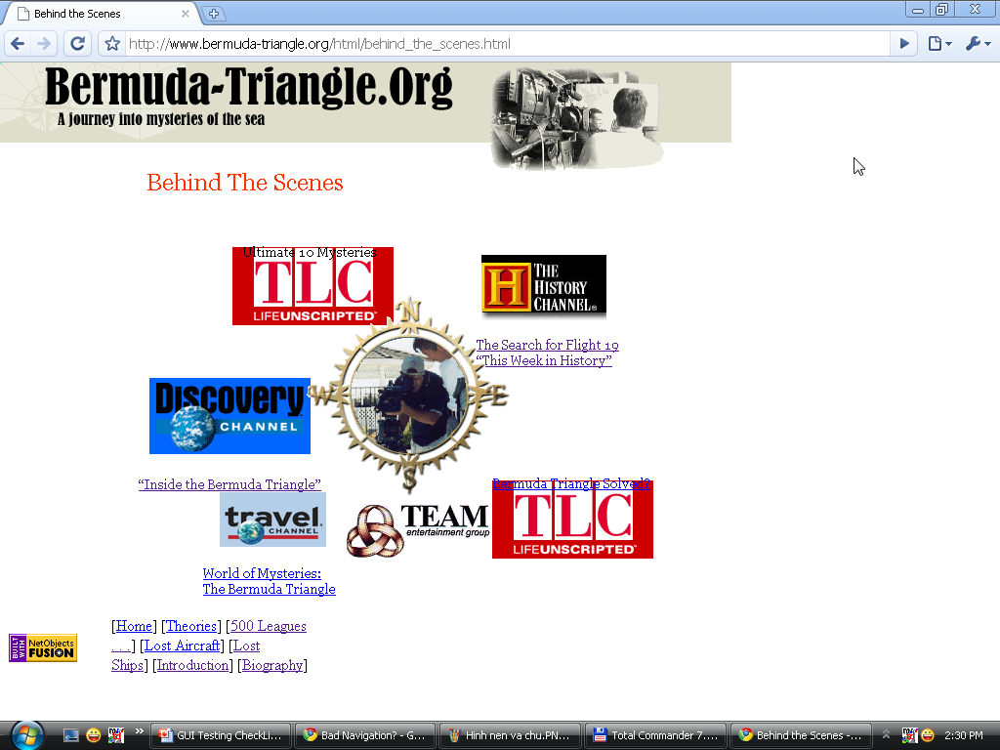 Behind the Scenes
http://www.bermuda-triangle.org/html/behind_the_scenes.html
Bermuda-Triangle.Org
A journey into mysteries of the sea
Behind The Scenes
Ultimate 10 Mysteries
TLC
LIFEUNSCRIPTED™
H THE
HISTORY
CHANNEL®
N
The Search for Flight 19
“This Week in History”
Discovery
CHANNEL
W
E
S
“Inside the Bermuda Triangle”
Bermuda Triangle Solved?
travel
CHANNEL
TEAM
entertainment group
TLC
LIFEUNSCRIPTED™
World of Mysteries:
The Bermuda Triangle
[Home] [Theories] [500 Leagues
. . .] [Lost Aircraft] [Lost
Ships] [Introduction] [Biography]
BUILT WITH
NetObjects
FUSION
GUI Testing CheckLi...
Bad Navigation? - G...
Hinh nen va chu.PN...
Total Commander 7....
Behind the Scenes -...
2:30 PM